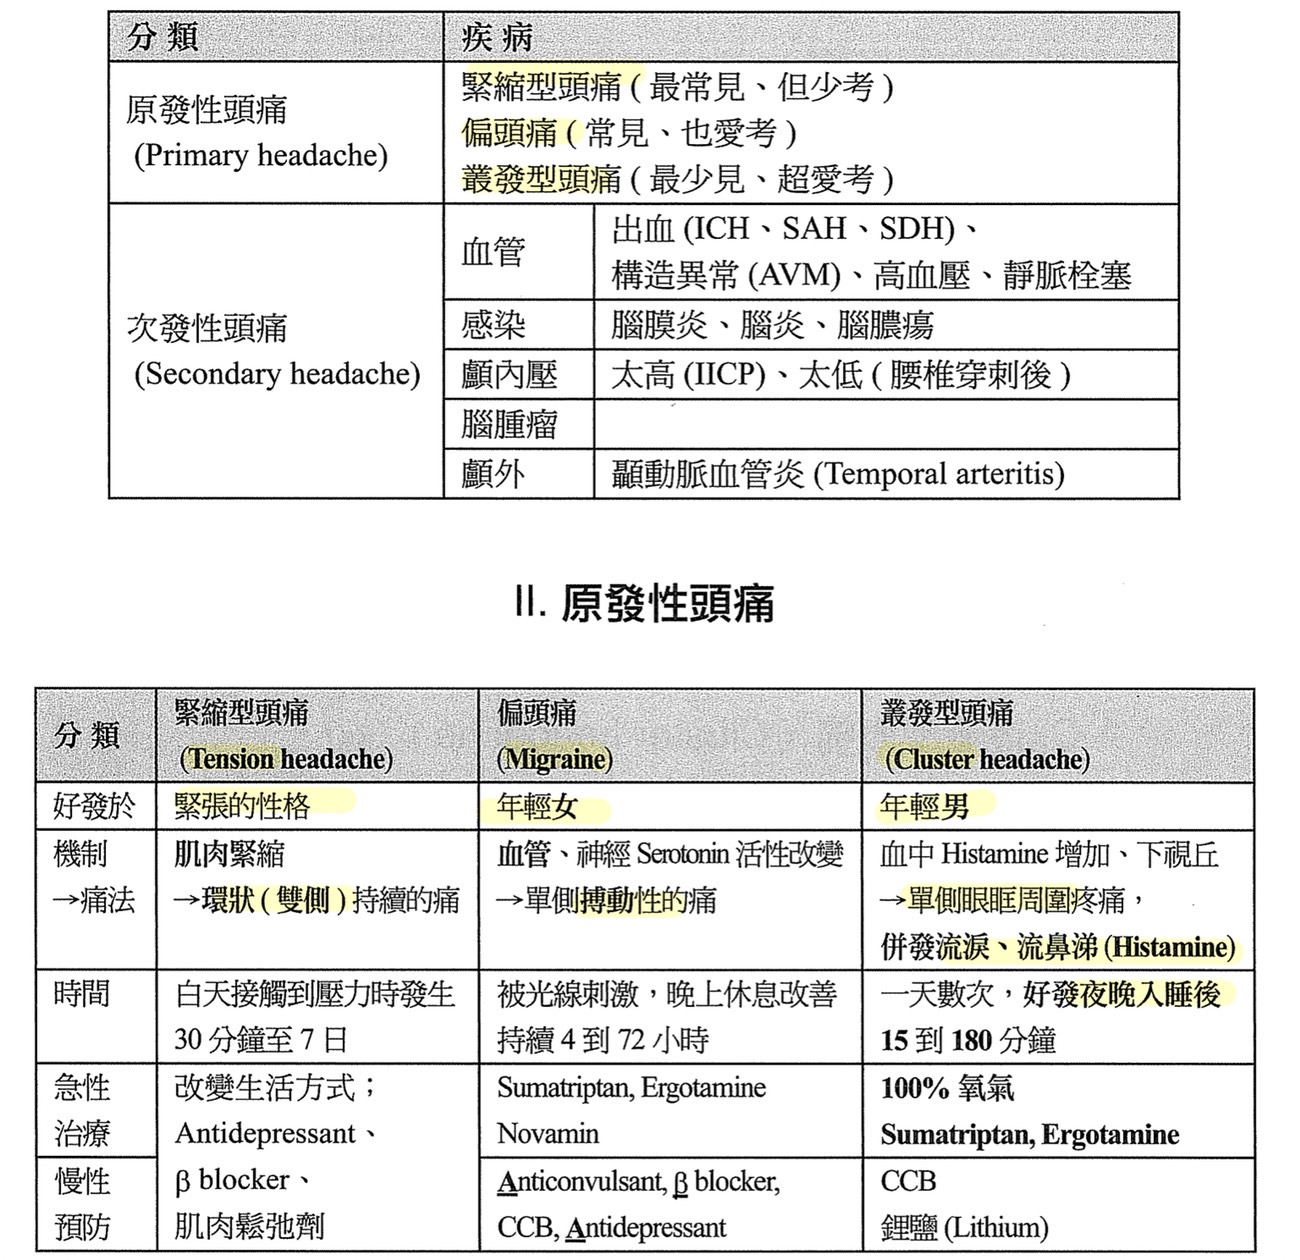 分類 疾病
原發性頭痛 緊縮型頭痛(最常見、但少考)
(Primary headache) 偏頭痛(常見、也愛考)
叢發型頭痛(最少見、超愛考)
次發性頭痛
(Secondary headache)
血管 出血 (ICH、SAH、SDH)、
構造異常 (AVM)、高血壓、靜脈栓塞
感染 腦膜炎、腦炎、腦膿瘍
顱內壓 太高 (IICP)、太低(腰椎穿刺後)
腦腫瘤
顱外 顳動脈血管炎 (Temporal arteritis)
II. 原發性頭痛
分類 緊縮型頭痛 偏頭痛 叢發型頭痛
(Tension headache) (Migraine) (Cluster headache)
好發於 緊張的性格 年輕女 年輕男
機制 肌肉緊縮 血管、神經 Serotonin 活性改變 血中 Histamine 增加、下視丘
→痛法 →環狀(雙側)持續的痛 →單側搏動性的痛 →單側眼眶周圍疼痛,
併發流淚、流鼻涕 (Histamine)
時間 白天接觸到壓力時發生 被光線刺激,晚上休息改善 一天數次,好發夜晚入睡後
30 分鐘至 7 日 持續 4 到 72 小時 15 到 180 分鐘
急性 改變生活方式; Sumatriptan, Ergotamine 100% 氧氣
治療 Antidepressant、 Novamin Sumatriptan, Ergotamine
慢性 β blocker、 Anticonvulsant, β blocker, CCB
預防 肌肉鬆弛劑 CCB, Antidepressant 鋰鹽 (Lithium)